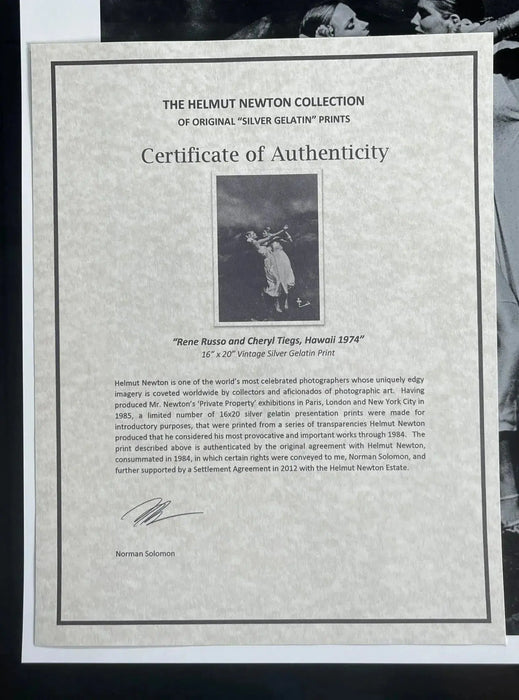 THE HELMUT NEWTON COLLECTION
OF ORIGINAL "SILVER GELATIN" PRINTS
Certificate of Authenticity
"Rene Russo and Cheryl Tiegs, Hawaii 1974"
16" x 20" Vintage Silver Gelatin Print
Helmut Newton is one of the world's most celebrated photographers whose uniquely edgy
imagery is coveted worldwide by collectors and aficionados of photographic art. Having
produced Mr. Newton's 'Private Property' exhibitions in Paris, London and New York City in
1985, a limited number of 16x20 silver gelatin presentation prints were made for
introductory purposes, that were printed from a series of transparencies Helmut Newton
produced that he considered his most provocative and important works through 1984. The
print described above is authenticated by the original agreement with Helmut Newton,
consummated in 1984, in which certain rights were conveyed to me, Norman Solomon, and
further supported by a Settlement Agreement in 2012 with the Helmut Newton Estate.
Norman Solomon